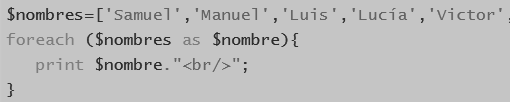 $nombres=['Samuel','Manuel','Luis','Lucía','Victor',
foreach ($nombres as $nombre){
print $nombre."<br/>";
}